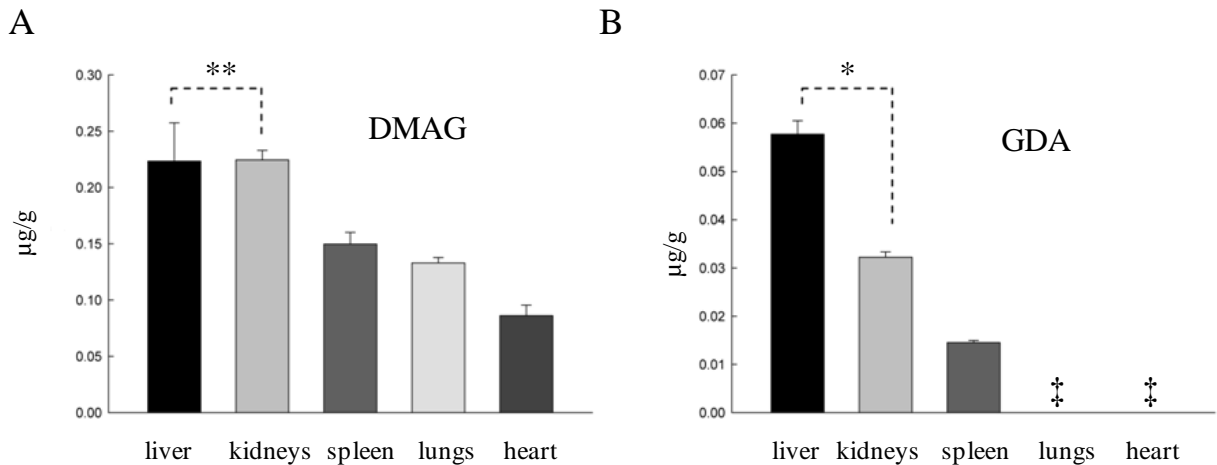 A
0.30
0.25
0.20
0.15
0.10
0.05
0.00
µg/g
**
DMAG
liver kidneys spleen lungs heart
B
0.07
0.06
0.05
0.04
0.03
0.02
0.01
0.00
µg/g
*
GDA
‡ ‡
liver kidneys spleen lungs heart